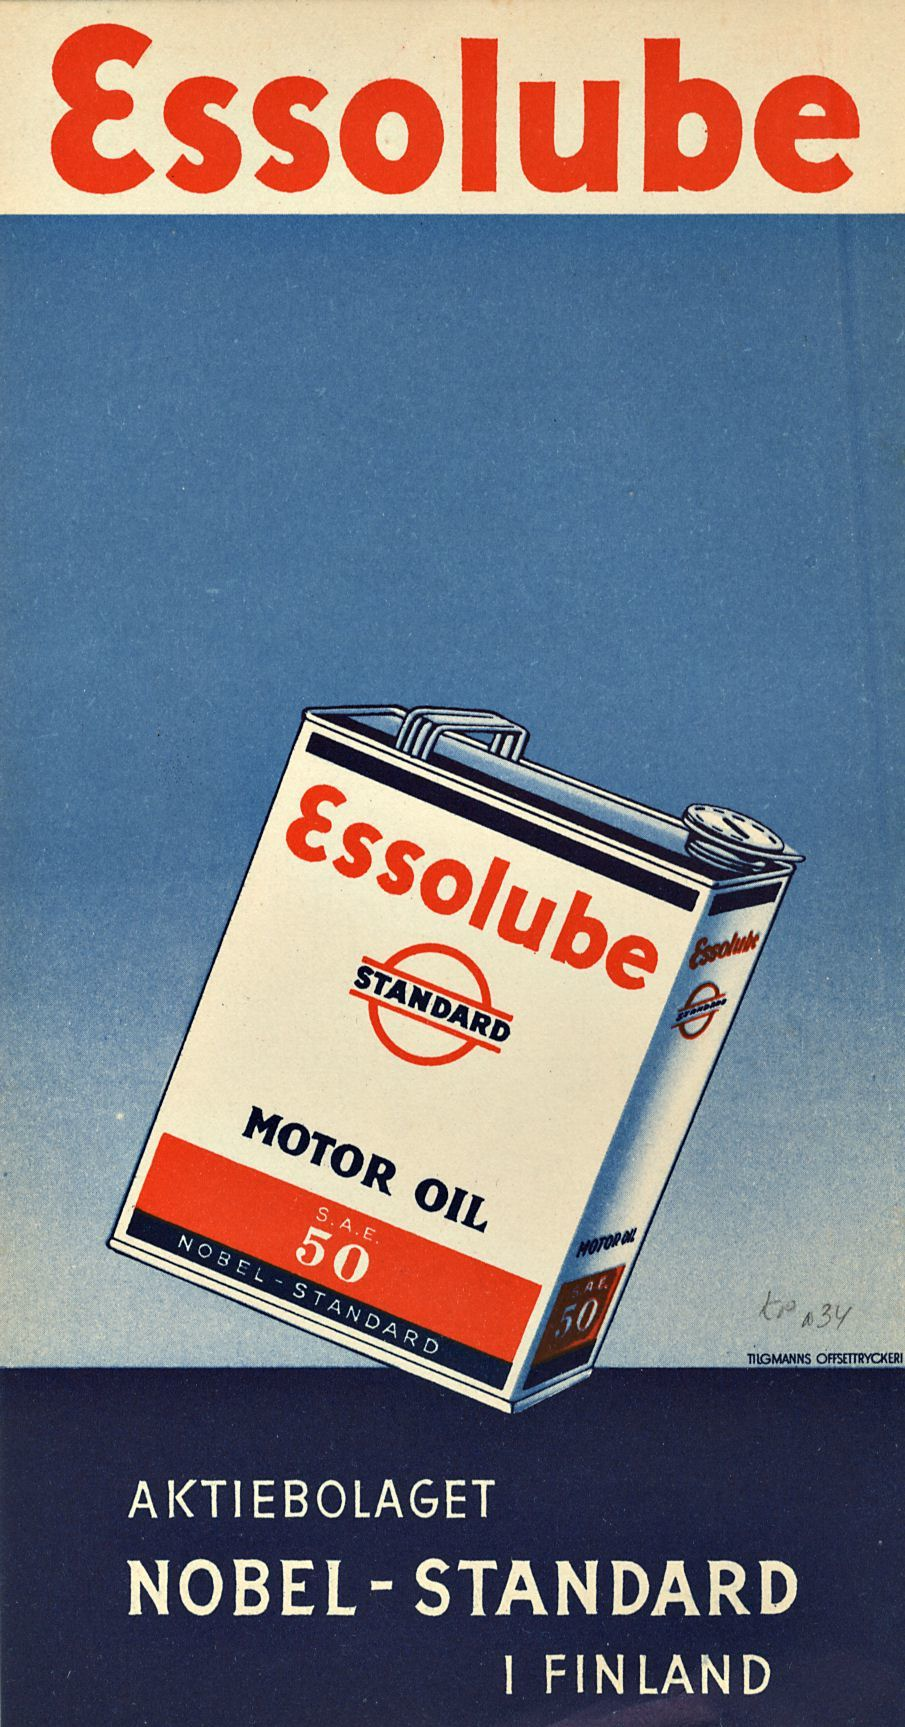 Essolube
Essolube
STANDARD
MOTOR OIL
S.A.E.
50
NOBEL-STANDARD
Essolube
STANDARD
MOTOR OIL
S.A.E.
50
TILGMANNS OFFSETTRYCKERI
AKTIEBOLAGET
NOBEL-STANDARD
I FINLAND